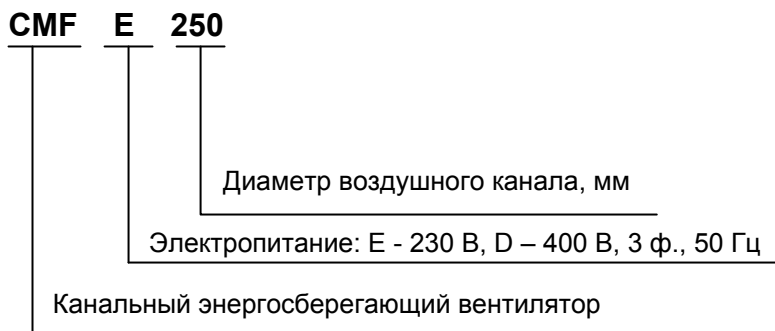 CMF E 250
Диаметр воздушного канала, мм
Электропитание: E - 230 В, D – 400 В, 3 ф., 50 Гц
Канальный энергосберегающий вентилятор